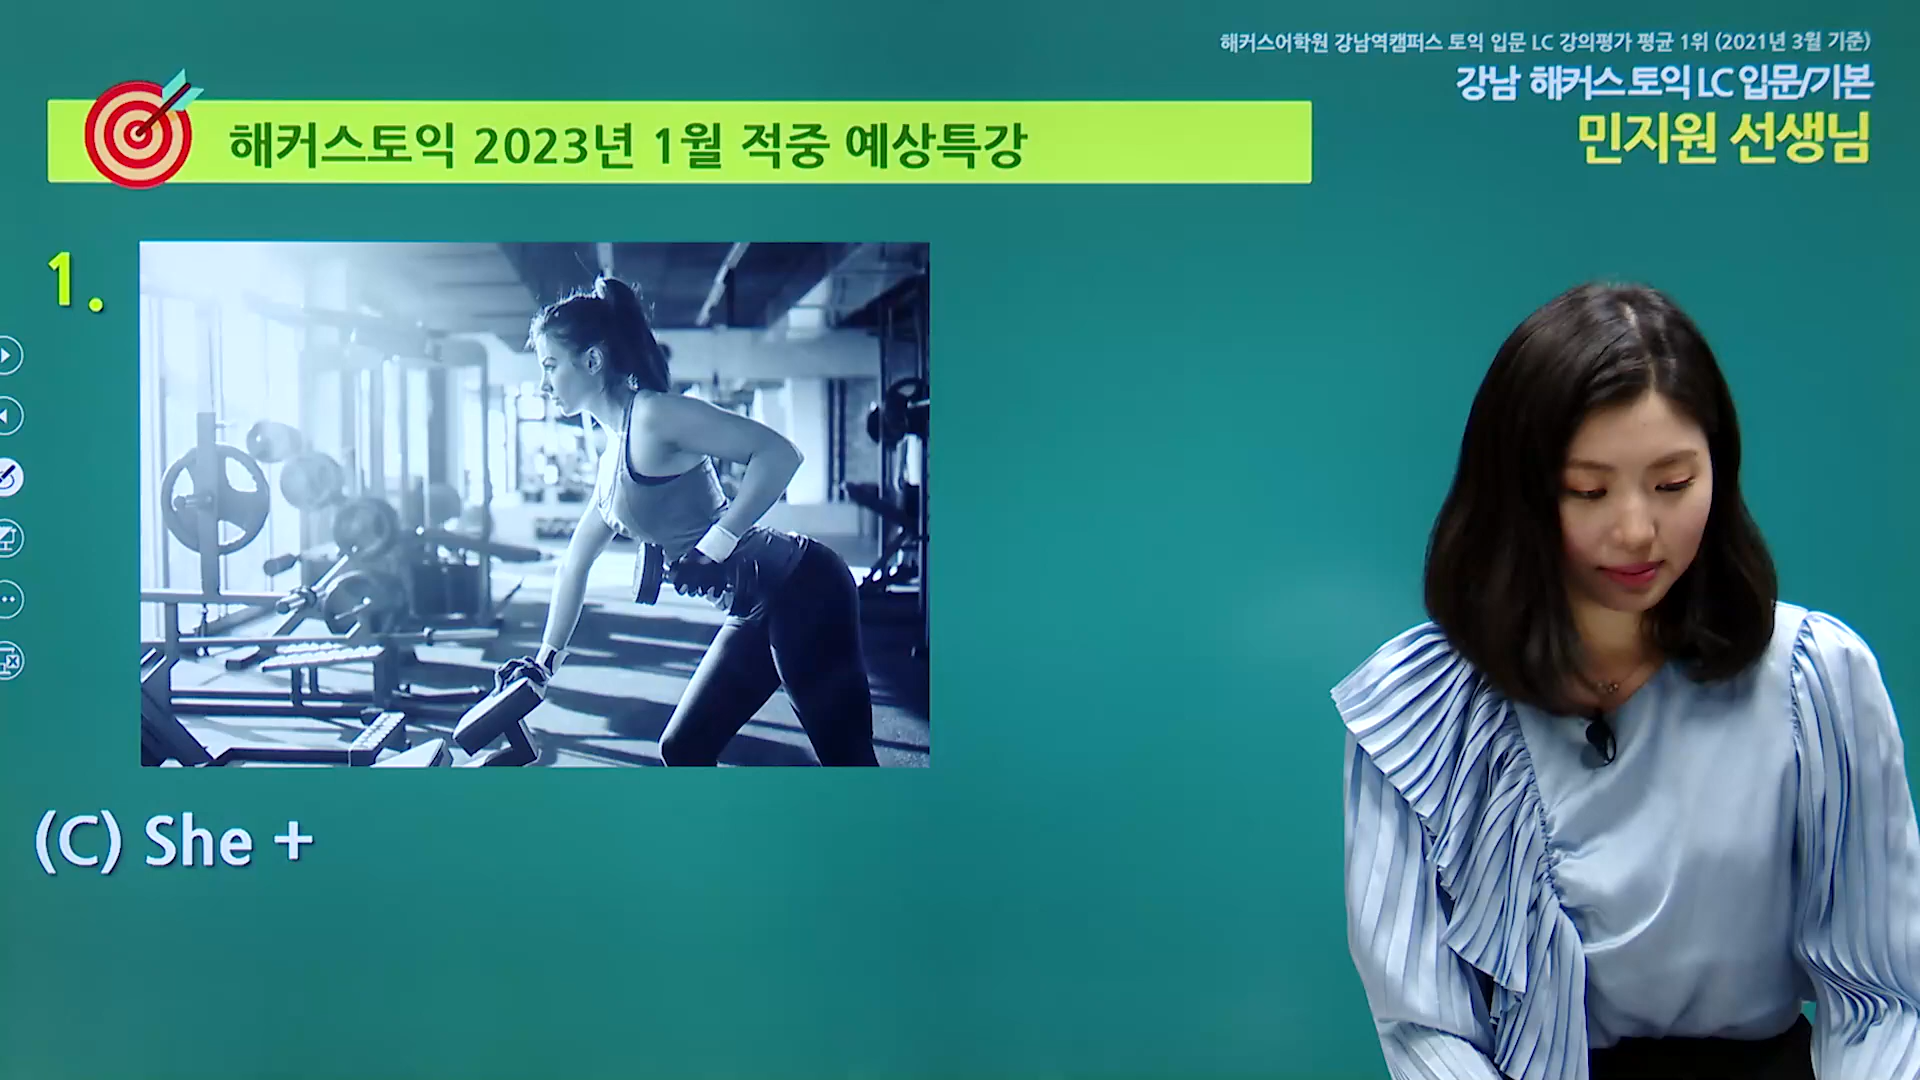 해커스어학원 강남역캠퍼스 토익 입문 LC 강의평가 평균 1위 (2021년 3월 기준)
강남 해커스 토익 LC 입문/기본
민지원 선생님
해커스토익 2023년 1월 적중 예상특강
1.
(C) She +